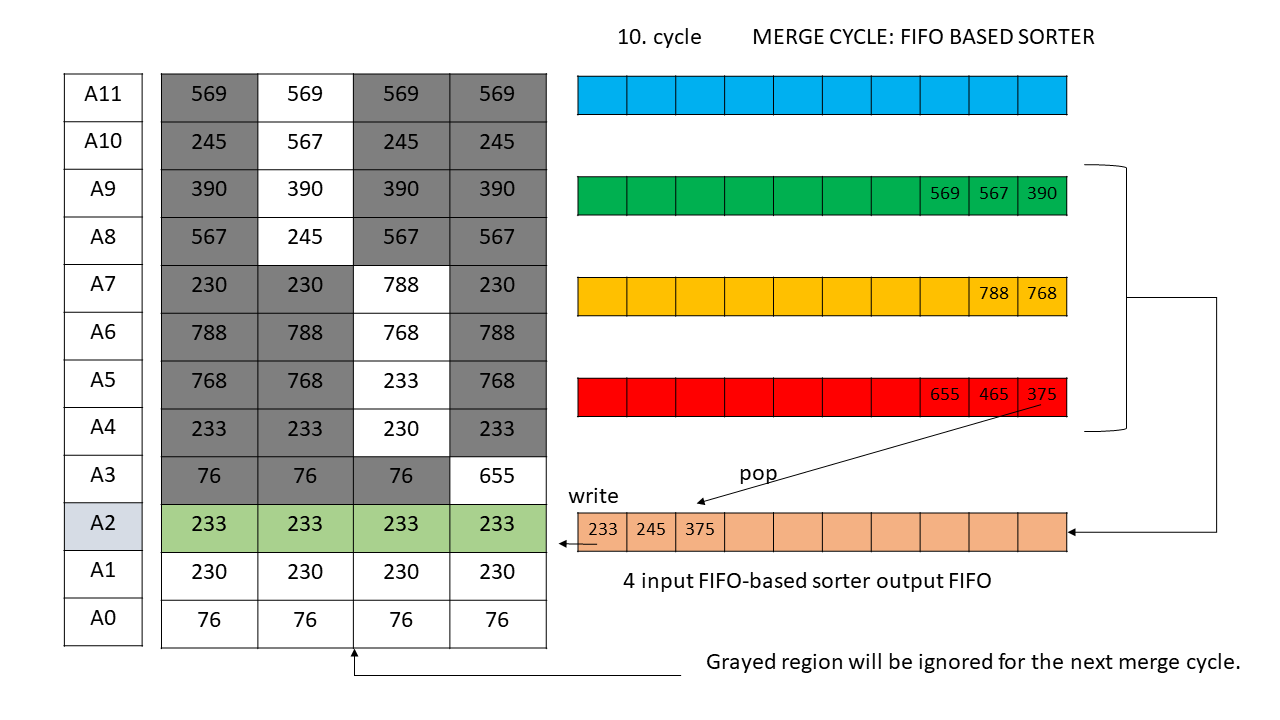 10. cycle MERGE CYCLE: FIFO BASED SORTER
A11 569 569 569 569
A10 245 567 245 245
A9 390 390 390 390 569 567 390
A8 567 245 567 567
A7 230 230 788 230 788 768
A6 788 788 768 788
A5 768 768 233 768 655 465 375
A4 233 233 230 233
A3 76 76 76 655 pop
write
A2 233 233 233 233 233 245 375
A1 230 230 230 230 4 input FIFO-based sorter output FIFO
A0 76 76 76 76
Grayed region will be ignored for the next merge cycle.